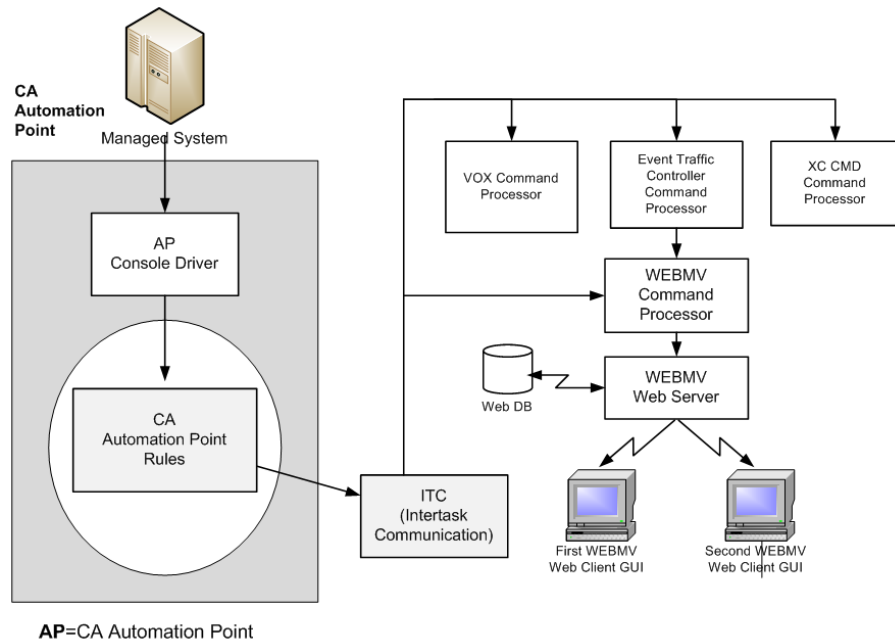 CA
Automation
Point
Managed System
AP
Console Driver
CA
Automation Point
Rules
ITC
(Intertask
Communication)
VOX Command
Processor
Event Traffic
Controller
Command
Processor
XC CMD
Command
Processor
WEBMV
Command
Processor
WEBMV
Web Server
Web DB
First WEBMV
Web Client GUI
Second WEBMV
Web Client GUI
AP=CA Automation Point